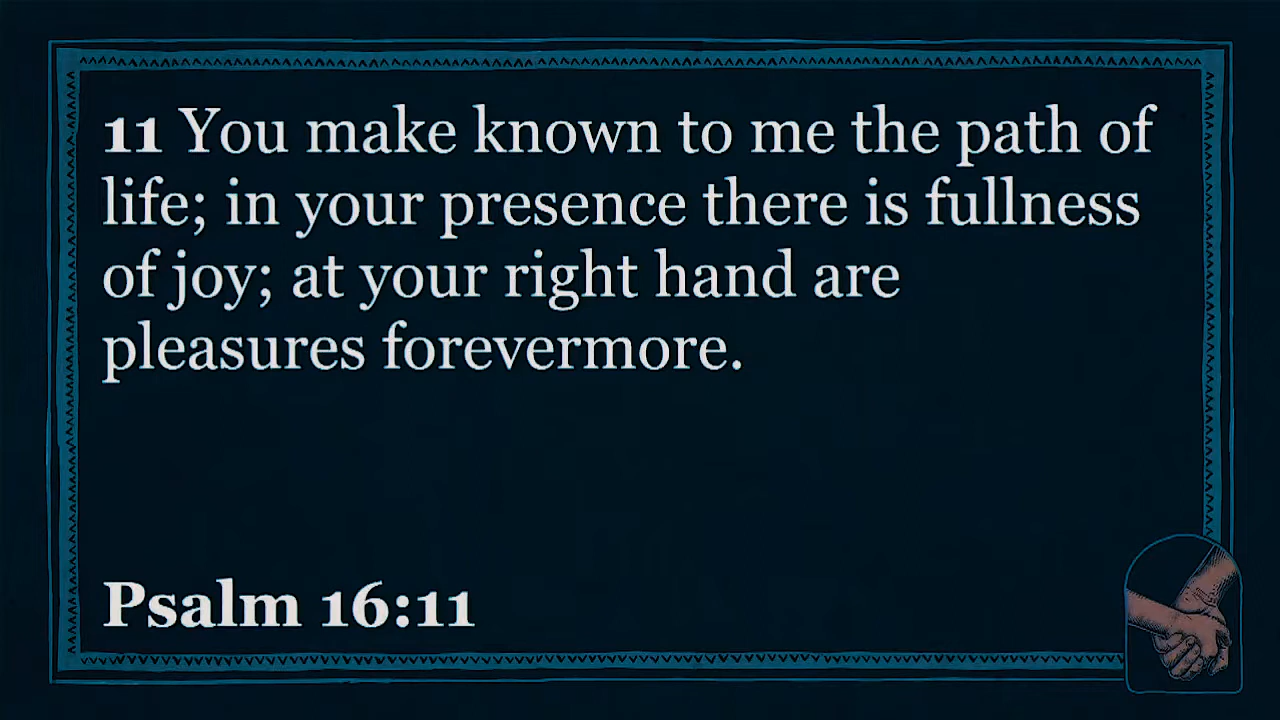 11 You make known to me the path of
life; in your presence there is fullness
of joy; at your right hand are
pleasures forevermore.
Psalm 16:11